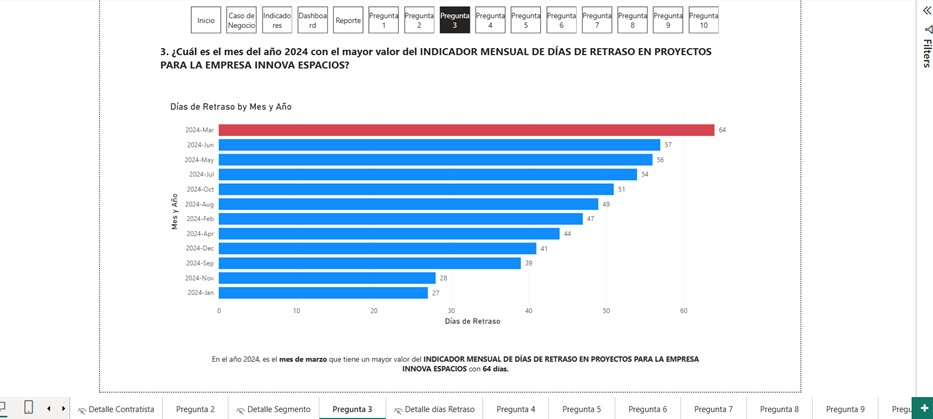 Inicio
Caso de
Negocio
Indicado
res
Dashboa
rd
Reporte
Pregunta
1
Pregunta
2
Pregunta
3
Pregunta
4
Pregunta
5
Pregunta
6
Pregunta
7
Pregunta
8
Pregunta
9
Pregunta
10
Filters
3. ¿Cuál es el mes del año 2024 con el mayor valor del INDICADOR MENSUAL DE DÍAS DE RETRASO EN PROYECTOS
PARA LA EMPRESA INNOVA ESPACIOS?
Días de Retraso by Mes y Año
Mes y Año
2024-Mar 64
2024-Jun 57
2024-May 56
2024-Jul 54
2024-Oct 51
2024-Aug 49
2024-Feb 47
2024-Apr 44
2024-Dec 41
2024-Sep 39
2024-Nov 28
2024-Jan 27
0 10 20 30 40 50 60
Días de Retraso
En el año 2024, es el mes de marzo que tiene un mayor valor del INDICADOR MENSUAL DE DÍAS DE RETRASO EN PROYECTOS PARA LA EMPRESA
INNOVA ESPACIOS con 64 días.
Detalle Contratista Pregunta 2 Detalle Segmento Pregunta 3 Detalle días Retraso Pregunta 4 Pregunta 5 Pregunta 6 Pregunta 7 Pregunta 8 Pregunta 9